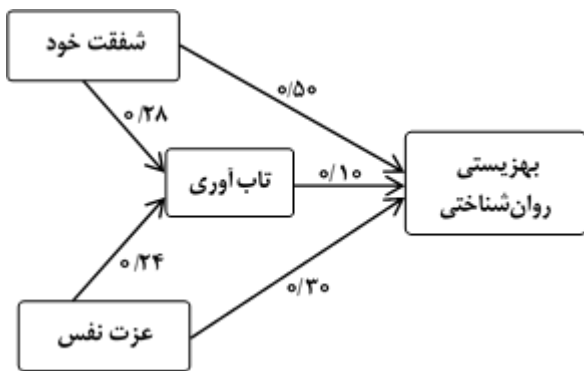 شفقت خود
۰/۵۰
۰/۲۸
بهزیستی
روان‌شناختی
تاب‌آوری
۰/۱۰
۰/۲۴
۰/۳۰
عزت نفس